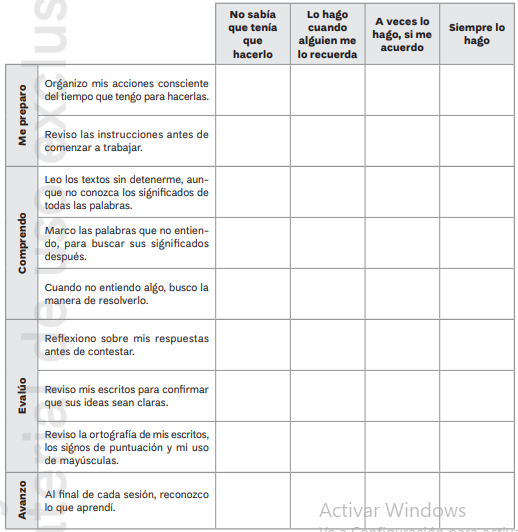 No sabía
que tenía
que
hacerlo
Lo hago
cuando
alguien me
lo recuerda
A veces lo
hago, si me
acuerdo
Siempre lo
hago
Me preparo
Organizo mis acciones consciente
del tiempo que tengo para hacerlas.
Reviso las instrucciones antes de
comenzar a trabajar.
Comprendo
Leo los textos sin detenerme, aun-
que no conozca los significados de
todas las palabras.
Marco las palabras que no entien-
do, para buscar sus significados
después.
Cuando no entiendo algo, busco la
manera de resolverlo.
Evalúo
Reflexiono sobre mis respuestas
antes de contestar.
Reviso mis escritos para confirmar
que sus ideas sean claras.
Reviso la ortografía de mis escritos,
los signos de puntuación y mi uso
de mayúsculas.
Avanzo
Al final de cada sesión, reconozco
lo que aprendí.
de uso
Activar Windows